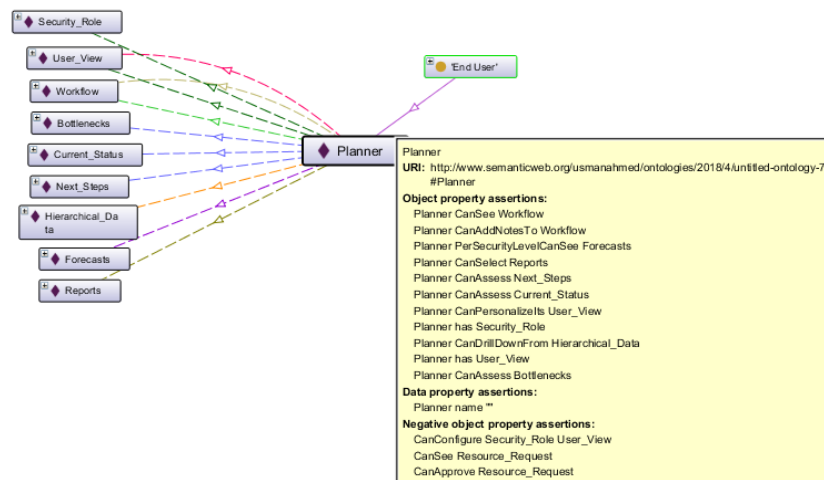 Security_Role
User_View
'End User'
Workflow
Bottlenecks
Current_Status
Next_Steps
Hierarchical_Da
ta
Forecasts
Reports
Planner
Planner
URI: http://www.semanticweb.org/usmanahmed/ontologies/2018/4/untitled-ontology-7
#Planner
Object property assertions:
Planner CanSee Workflow
Planner CanAddNotesTo Workflow
Planner PerSecurityLevelCanSee Forecasts
Planner CanSelect Reports
Planner CanAssess Next_Steps
Planner CanAssess Current_Status
Planner CanPersonalizeIts User_View
Planner has Security_Role
Planner CanDrillDownFrom Hierarchical_Data
Planner has User_View
Planner CanAssess Bottlenecks
Data property assertions:
Planner name ""
Negative object property assertions:
CanConfigure Security_Role User_View
CanSee Resource_Request
CanApprove Resource_Request